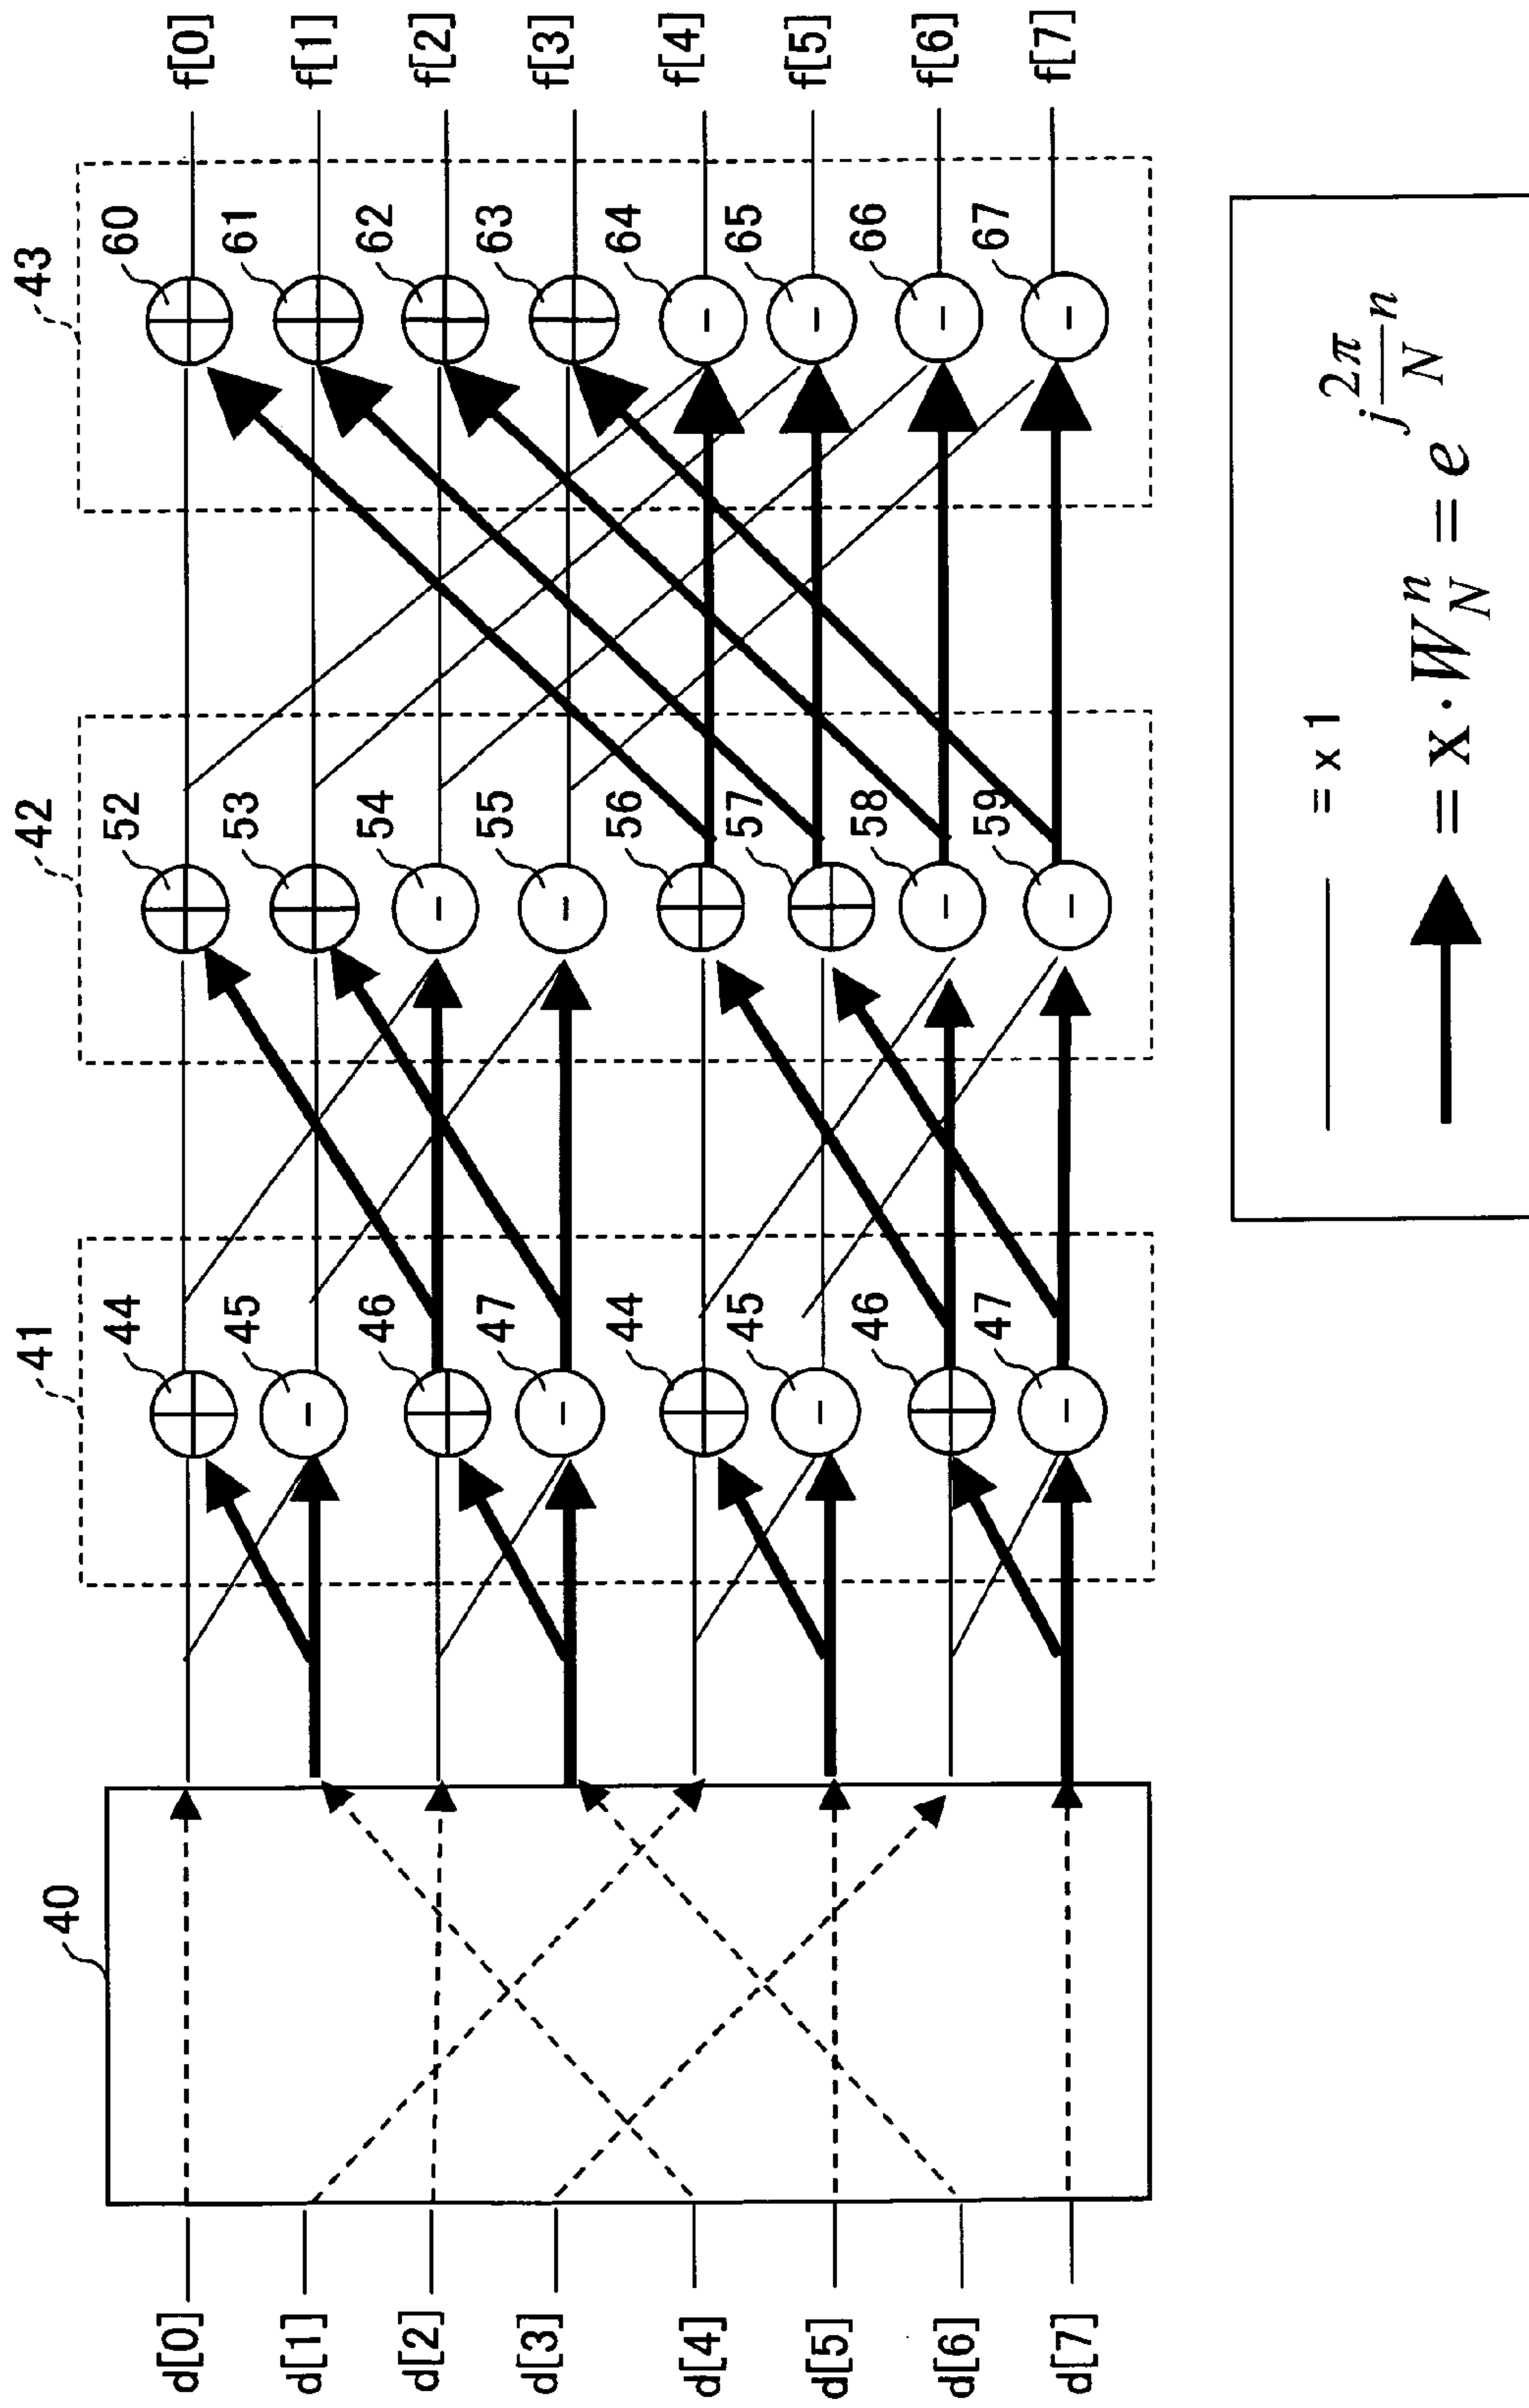 40
41
42
43
d[0]
d[1]
d[2]
d[3]
d[4]
d[5]
d[6]
d[7]
44
45
46
47
44
45
46
47
52
53
54
55
56
57
58
59
60
61
62
63
64
65
66
67
f[0]
f[1]
f[2]
f[3]
f[4]
f[5]
f[6]
f[7]
= x 1
= x · W_N^n = e^{j\frac{2π}{N}n}